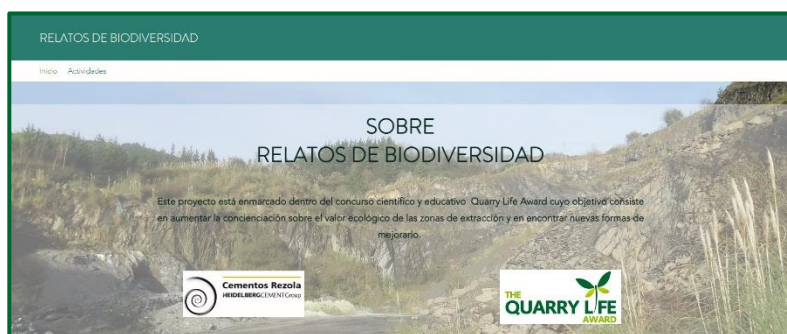 RELATOS DE BIODIVERSIDAD
Inicio Actividades
SOBRE
RELATOS DE BIODIVERSIDAD
Este proyecto está enmarcado dentro del concurso científico y educativo Quarry Life Award cuyo objetivo consiste
en aumentar la concienciación sobre el valor ecológico de las zonas de extracción y en encontrar nuevas formas de
mejorarlo.
Cementos Rezola
HEIDELBERGCEMENT Group
THE
QUARRY LIFE
AWARD